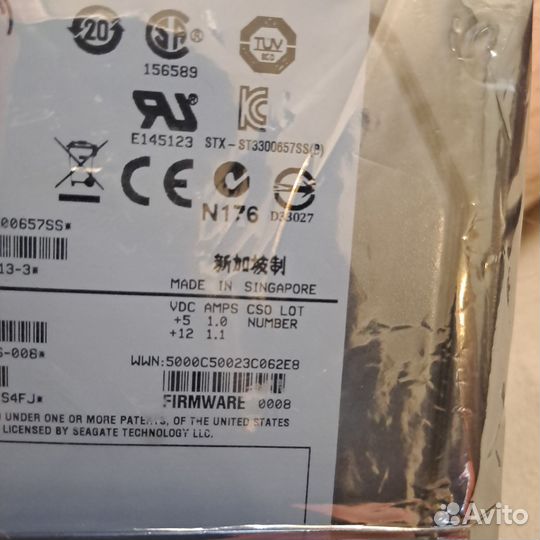 20
156589
TUV
E145123 STX - ST3300657SS(B)
N176 D33027
00657SS*
13-3*
新加坡制
MADE IN SINGAPORE
VDC AMPS CSO LOT
+5 1.0 NUMBER
+12 1.1
-008*
WWN:5000C50023C062E8
S4FJ*
FIRMWARE 0008
UNDER ONE OR MORE PATENTS, OF THE UNITED STATES
LICENSED BY SEAGATE TECHNOLOGY LLC.
Avito